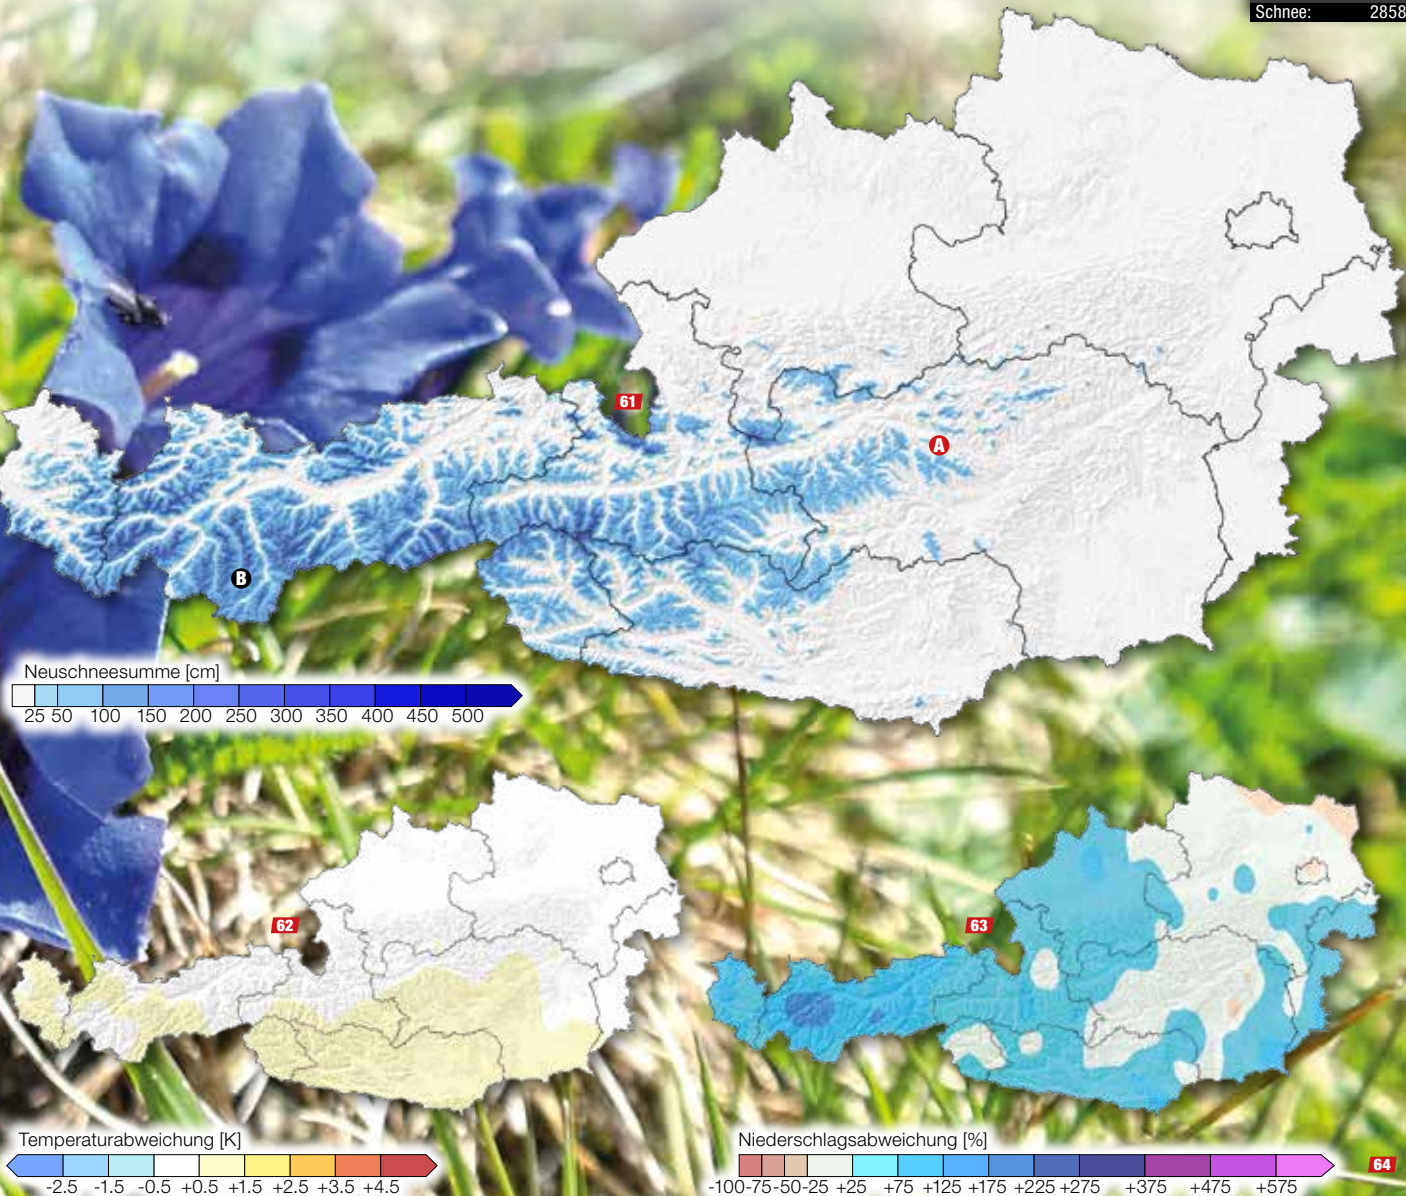 Schnee: 2858
61
A
B
Neuschneesumme [cm]
25 50 100 150 200 250 300 350 400 450 500
62
63
Temperaturabweichung [K]
-2.5 -1.5 -0.5 +0.5 +1.5 +2.5 +3.5 +4.5
Niederschlagsabweichung [%]
64
-100 -75 -50 -25 +25 +75 +125 +175 +225 +275 +375 +475 +575